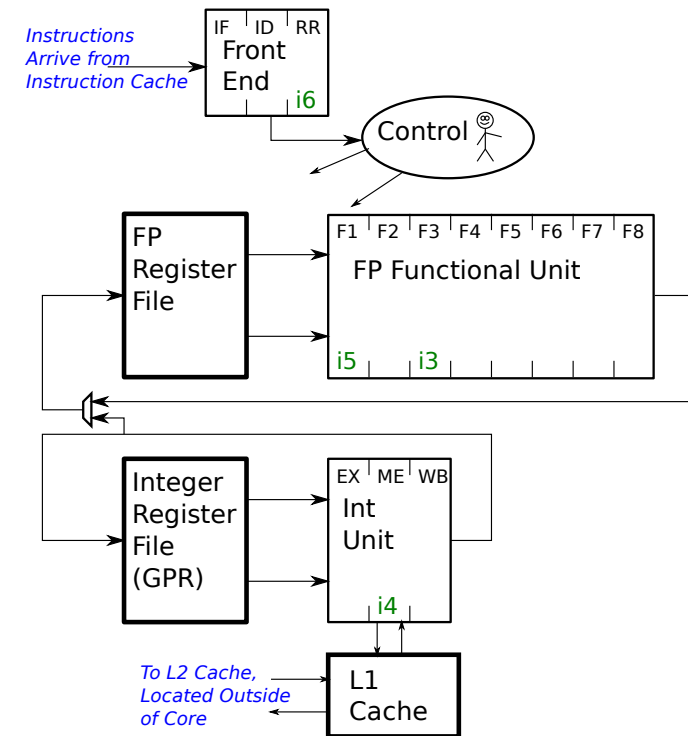 IF ID RR
Instructions
Arrive from
Instruction Cache
Front
End
i6
Control
FP
Register
File
F1 F2 F3 F4 F5 F6 F7 F8
FP Functional Unit
i5 i3
Integer
Register
File
(GPR)
EX ME WB
Int
Unit
i4
To L2 Cache,
Located Outside
of Core
L1
Cache